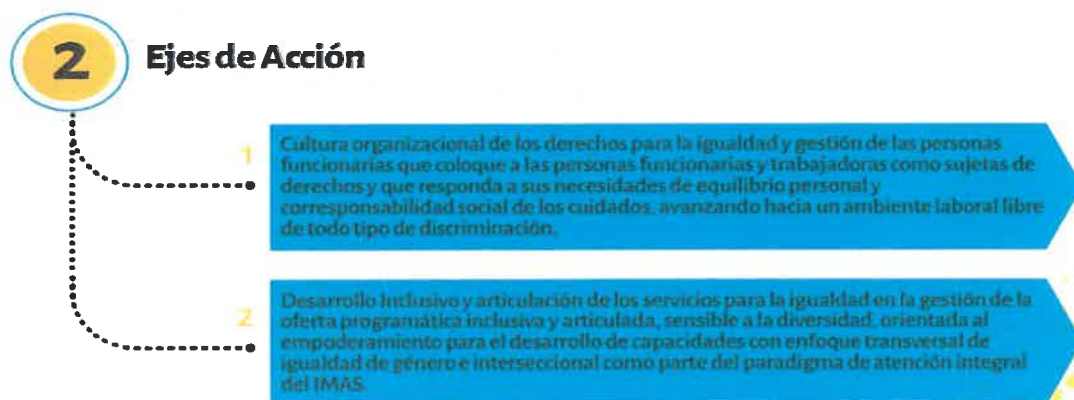 2
Ejes de Acción
1
Cultura organizacional de los derechos para la igualdad y gestión de las personas
funcionarias que coloque a las personas funcionarias y trabajadoras como sujetas de
derechos y que responda a sus necesidades de equilibrio personal y
corresponsabilidad social de los cuidados, avanzando hacia un ambiente laboral libre
de todo tipo de discriminación.
2
Desarrollo Inclusivo y articulación de los servicios para la igualdad en la gestión de la
oferta programática inclusiva y articulada, sensible a la diversidad, orientada al
empoderamiento para el desarrollo de capacidades con enfoque transversal de
igualdad de género e interseccional como parte del paradigma de atención integral
del IMAS.